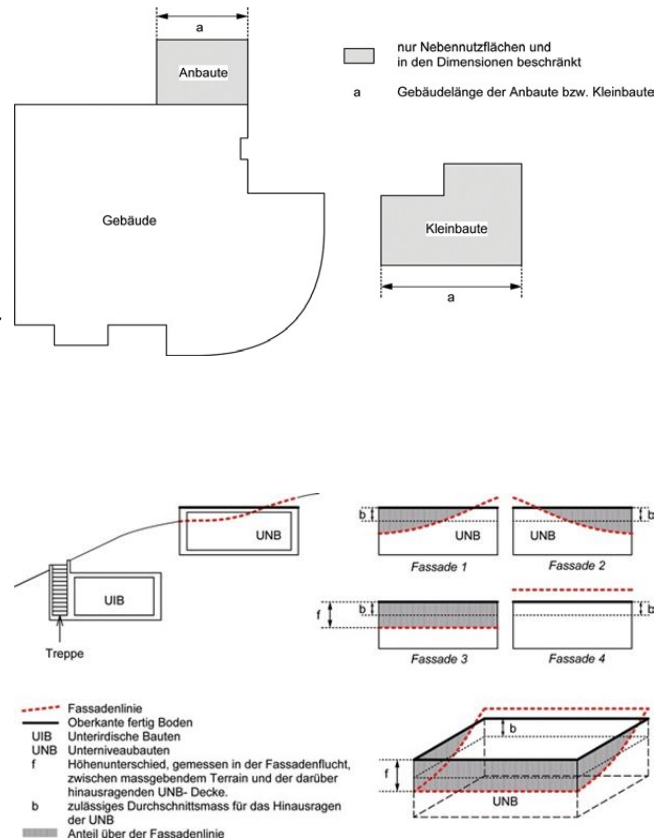 a
Anbaute
nur Nebennutzflächen und
in den Dimensionen beschränkt
a Gebäudelänge der Anbaute bzw. Kleinbaute
Gebäude
Kleinbaute
a
UNB
UIB
Treppe
b
UNB
Fassade 1
b
UNB
Fassade 2
f
b
Fassade 3
b
Fassade 4
Fassadenlinie
Oberkante fertig Boden
UIB Unterirdische Bauten
UNB Unterniveaubauten
f Höhenunterschied, gemessen in der Fassadenflucht,
zwischen massgebendem Terrain und der darüber
hinausragenden UNB- Decke.
b zulässiges Durchschnittsmass für das Hinausragen
der UNB
Anteil über der Fassadenlinie
b
f
UNB